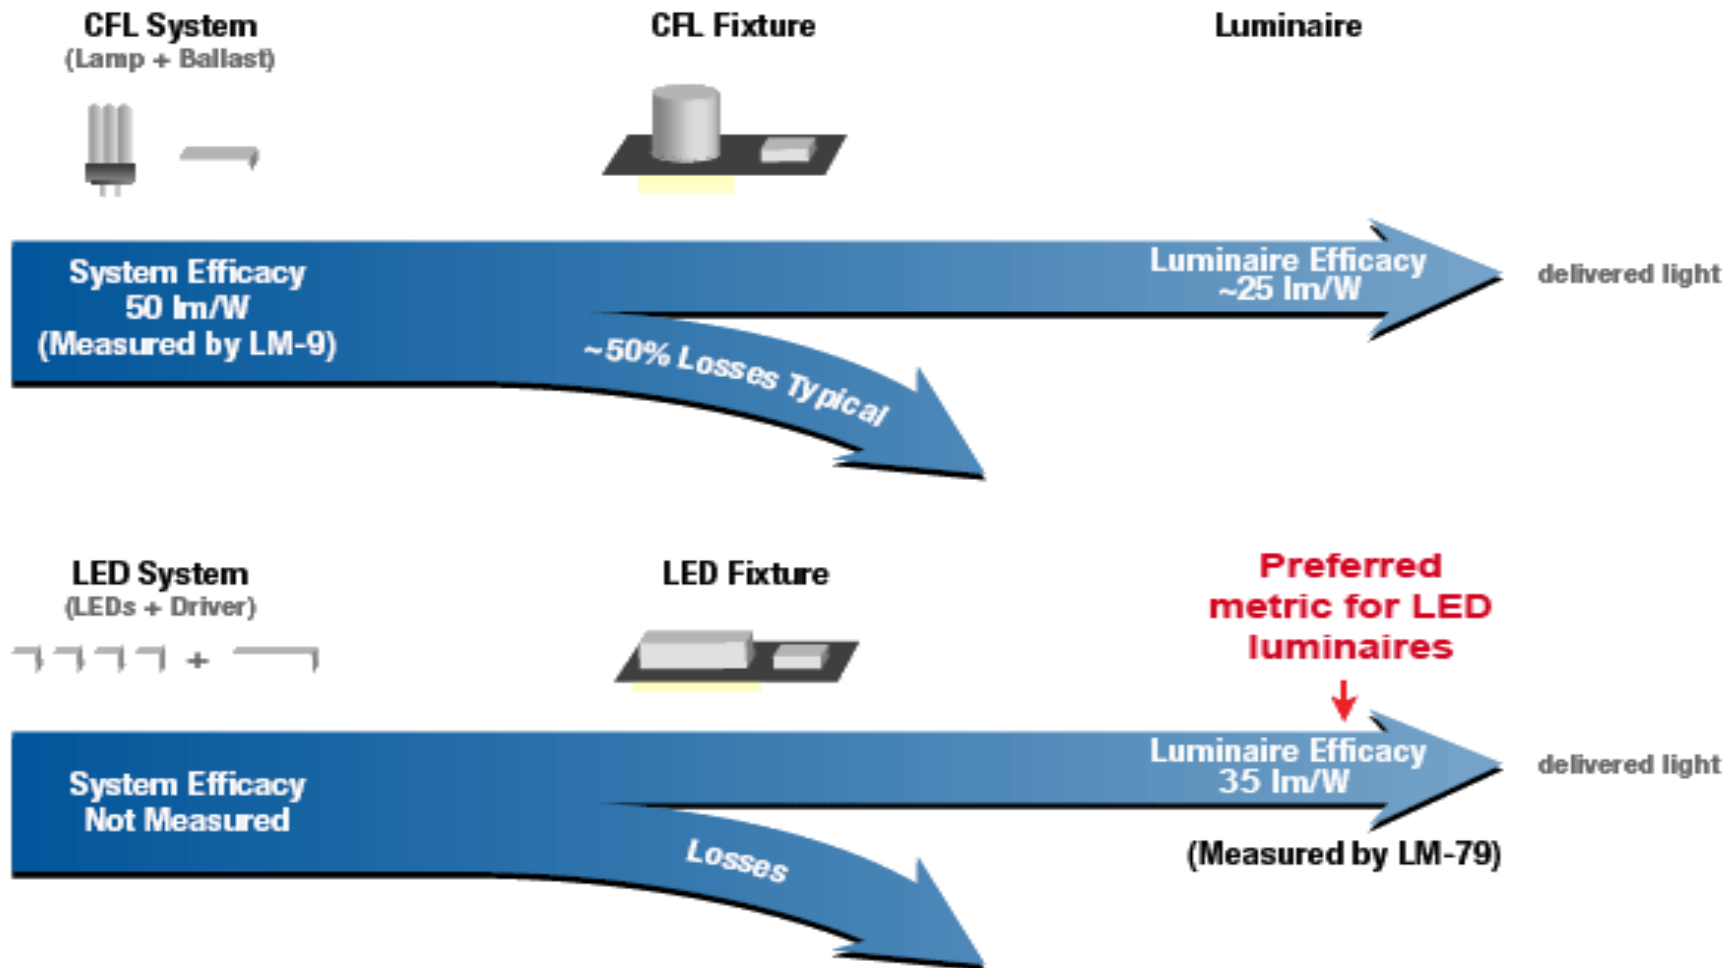 CFL System
(Lamp + Ballast)
CFL Fixture
Luminaire
System Efficacy
50 lm/W
(Measured by LM-9)
~50% Losses Typical
Luminaire Efficacy
~25 lm/W
delivered light
LED System
(LEDs + Driver)
+
LED Fixture
Preferred
metric for LED
luminaires
System Efficacy
Not Measured
Losses
Luminaire Efficacy
35 lm/W
delivered light
(Measured by LM-79)